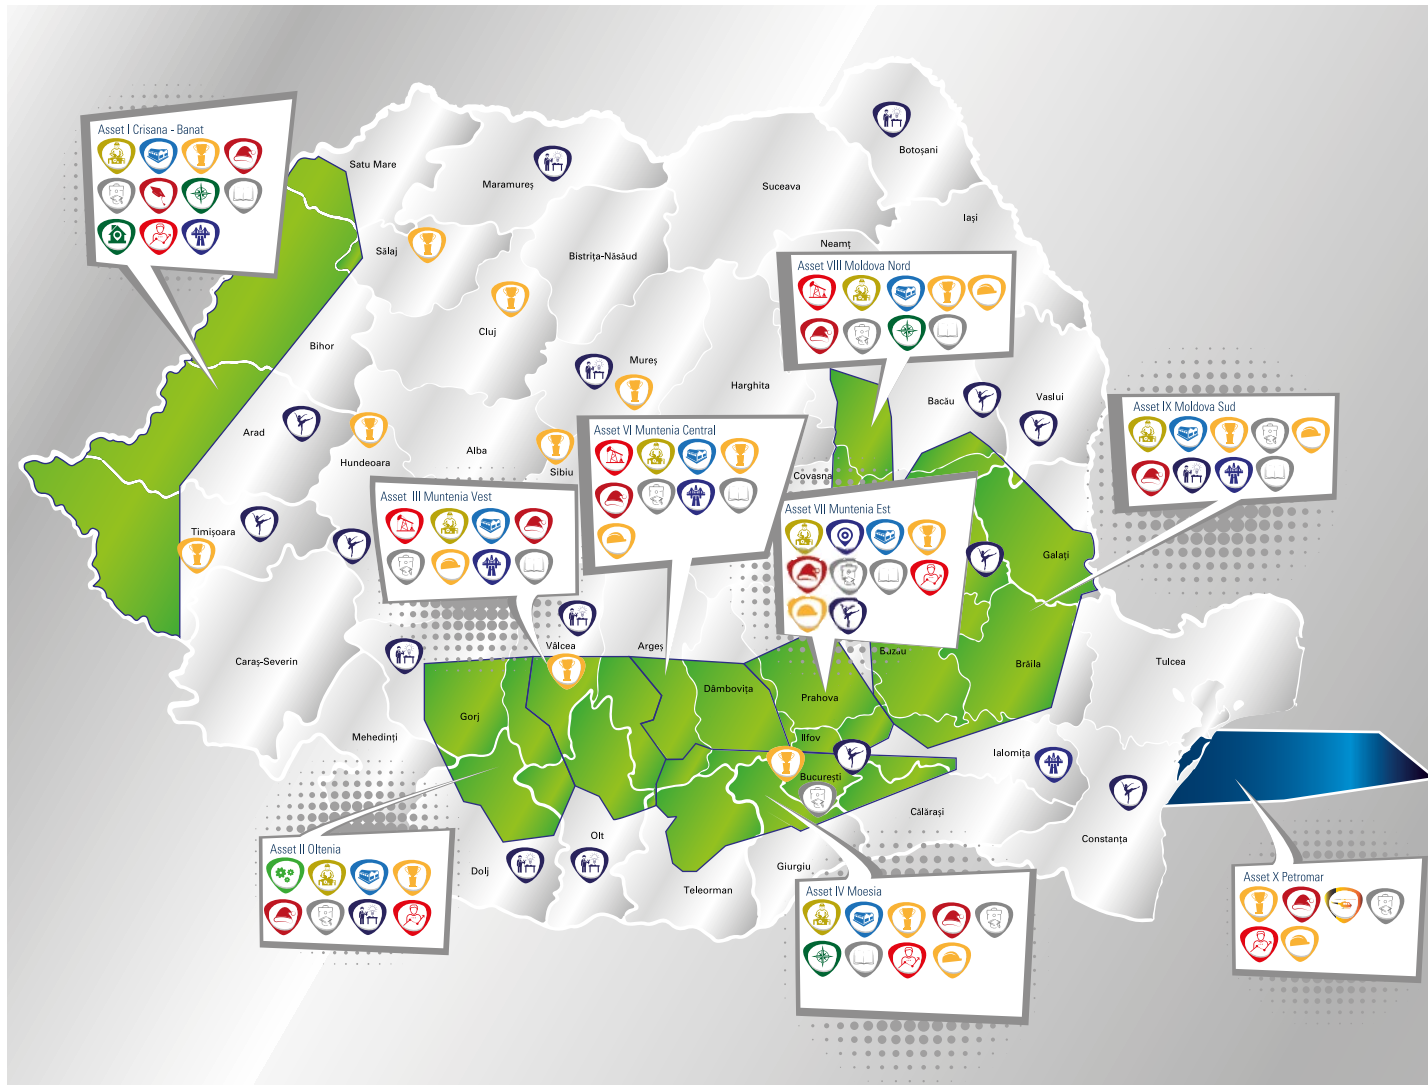 Botoșani
Asset I Crisana - Banat
Satu Mare
Maramureș
Suceava
Iași
Neamț
Sălaj
Bistrița-Năsăud
Asset VIII Moldova Nord
Cluj
Bihor
Mureș
Harghita
Bacău
Vaslui
Asset IX Moldova Sud
Arad
Asset VI Muntenia Central
Hundeoara
Alba
Sibiu
Covasna
Asset III Muntenia Vest
Asset VII Muntenia Est
Timișoara
Galați
Vâlcea
Argeș
Buzău
Caraș-Severin
Brăila
Tulcea
Dâmbovița
Prahova
Gorj
Mehedinți
Ilfov
Ialomița
București
Călărași
Constanța
Olt
Asset II Oltenia
Dolj
Giurgiu
Teleorman
Asset IV Moesia
Asset X Petromar